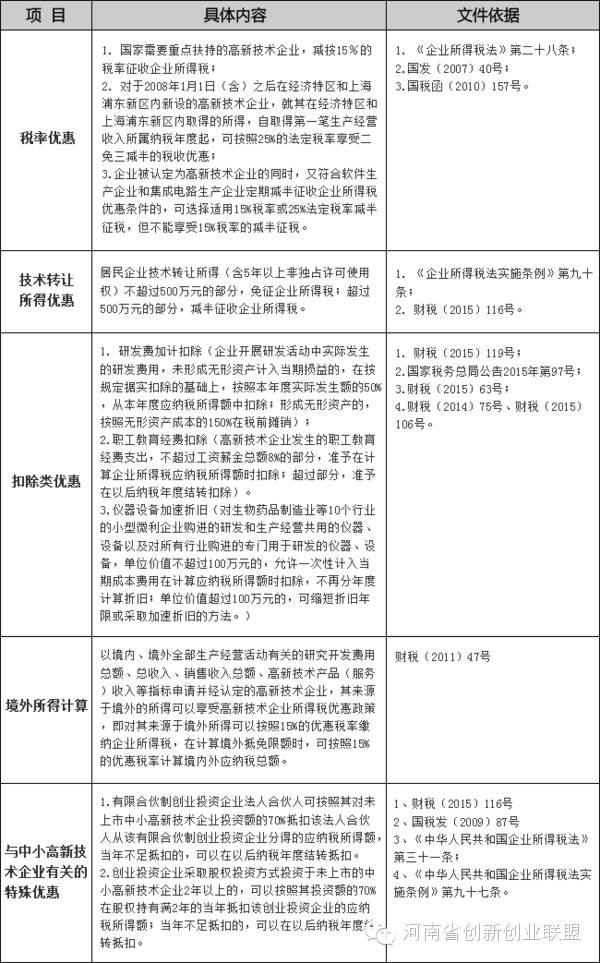 项 目
具体内容
文件依据
税率优惠
1. 国家需要重点扶持的高新技术企业，减按15％的
税率征收企业所得税；
2. 对于2008年1月1日（含）之后在经济特区和上海
浦东新区内新设的高新技术企业，就其在经济特区和
上海浦东新区内取得的所得，自取得第一笔生产经营
收入所属纳税年度起，可按照25%的法定税率享受二
免三减半的税收优惠；
3.企业被认定为高新技术企业的同时，又符合软件生
产企业和集成电路生产企业定期减半征收企业所得税
优惠条件的，可选择适用15%税率或25%法定税率减半
征税，但不能享受15%税率的减半征税。
1. 《企业所得税法》第二十八条；
2.国发（2007）40号；
3.国税函（2010）157号。
技术转让
所得优惠
居民企业技术转让所得（含5年以上非独占许可使用
权）不超过500万元的部分，免征企业所得税；超过
500万元的部分，减半征收企业所得税。
1. 《企业所得税法实施条例》第九十
条；
2. 财税（2015）116号。
扣除类优惠
1. 研发费加计扣除（企业开展研发活动中实际发生
的研发费用，未形成无形资产计入当期损益的，在按
规定据实扣除的基础上，按照本年度实际发生额的50%
，从本年度应纳税所得额中扣除；形成无形资产的，
按照无形资产成本的150%在税前摊销）；
2.职工教育经费扣除（高新技术企业发生的职工教育
经费支出，不超过工资薪金总额8%的部分，准予在计
算企业所得税应纳税所得额时扣除；超过部分，准予
在以后纳税年度结转扣除）。
3.仪器设备加速折旧（对生物药品制造业等10个行业
的小型微利企业购进的研发和生产经营共用的仪器、
设备以及对所有行业购进的专门用于研发的仪器、设
备，单位价值不超过100万元的，允许一次性计入当
期成本费用在计算应纳税所得额时扣除，不再分年度
计算折旧；单位价值超过100万元的，可缩短折旧年
限或采取加速折旧的方法。）
1. 财税（2015）119号；
2.国家税务总局公告2015年第97号；
3.财税（2015）63号；
4.财税（2014）75号、财税（2015）
106号。
境外所得计算
以境内、境外全部生产经营活动有关的研究开发费用
总额、总收入、销售收入总额、高新技术产品（服务
）收入等指标申请并经认定的高新技术企业，其来源
于境外的所得可以享受高新技术企业所得税优惠政策
，即对其来源于境外所得可以按照15%的优惠税率缴
纳企业所得税，在计算境外抵免限额时，可按照15%
的优惠税率计算境内外应纳税总额。
财税（2011）47号
与中小高新技
术企业有关的
特殊优惠
1.有限合伙制创业投资企业法人合伙人可按照其对未
上市中小高新技术企业投资额的70%抵扣该法人合伙
人从该有限合伙制创业投资企业分得的应纳税所得额，
当年不足抵扣的，可以在以后纳税年度结转抵扣。
2.创业投资企业采取股权投资方式投资于未上市的中
小高新技术企业2年以上的，可以按照其投资额的70%
在股权持有满2年的当年抵扣该创业投资企业的应纳
税所得额；当年不足抵扣的，可以在以后纳税年度结
转抵扣。
1、财税（2015）116号
2、国税发（2009）87号
3、《中华人民共和国企业所得税法》
第三十一条；
4、《中华人民共和国企业所得税法实
施条例》第九十七条。
河南省创新创业联盟